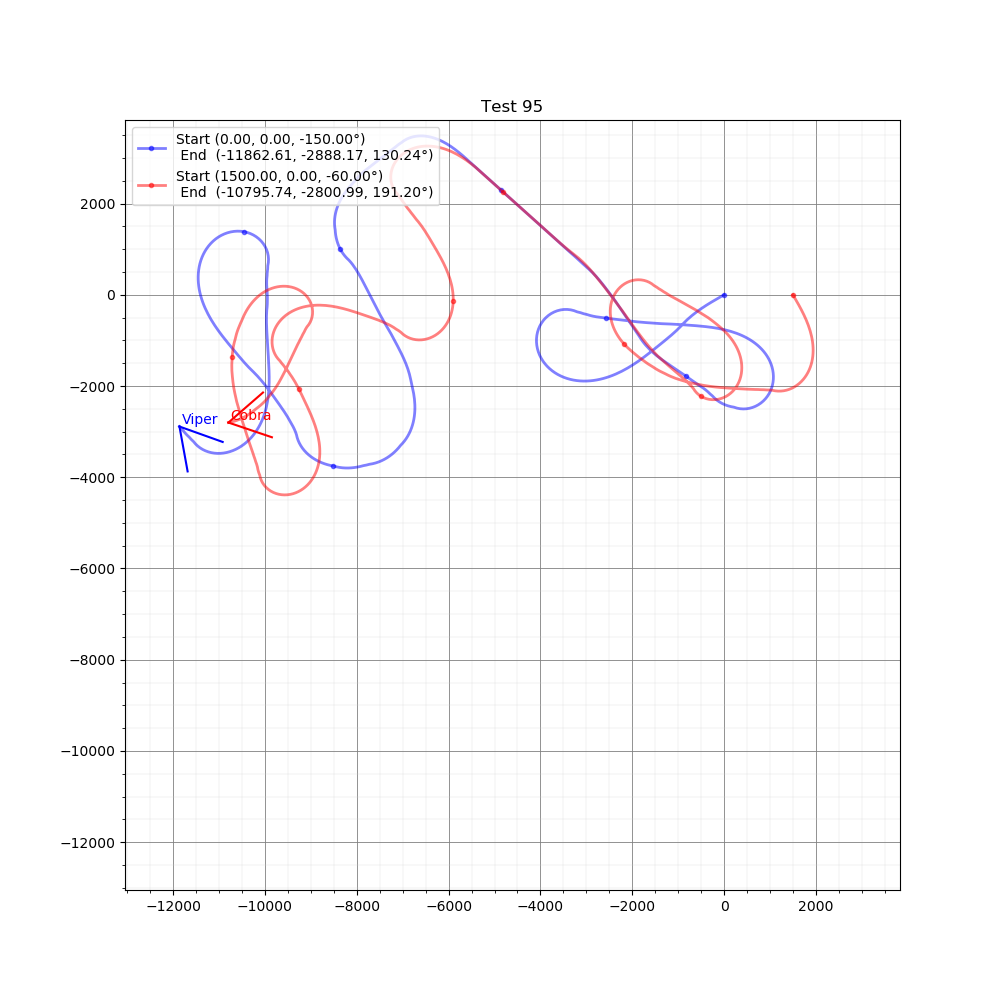 Test 95
Start (0.00, 0.00, -150.00°)
End (-11862.61, -2888.17, 130.24°)
Start (1500.00, 0.00, -60.00°)
End (-10795.74, -2800.99, 191.20°)
2000
0
−2000
−4000
−6000
−8000
−10000
−12000
Viper
Cobra
−12000 −10000 −8000 −6000 −4000 −2000 0 2000